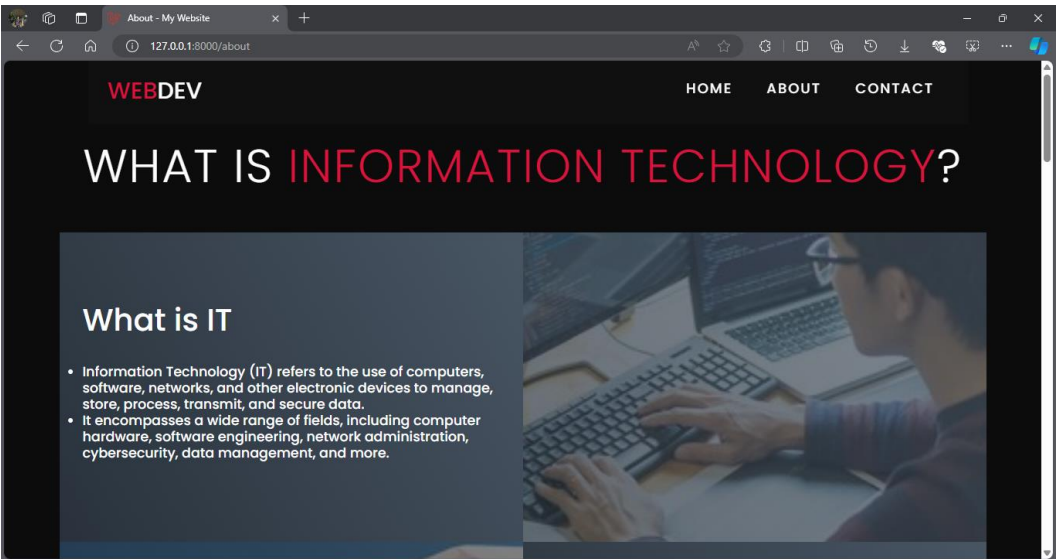 About - My Website
127.0.0.1:8000/about
WEBDEV
HOME ABOUT CONTACT
WHAT IS INFORMATION TECHNOLOGY?
What is IT
• Information Technology (IT) refers to the use of computers,
software, networks, and other electronic devices to manage,
store, process, transmit, and secure data.
• It encompasses a wide range of fields, including computer
hardware, software engineering, network administration,
cybersecurity, data management, and more.